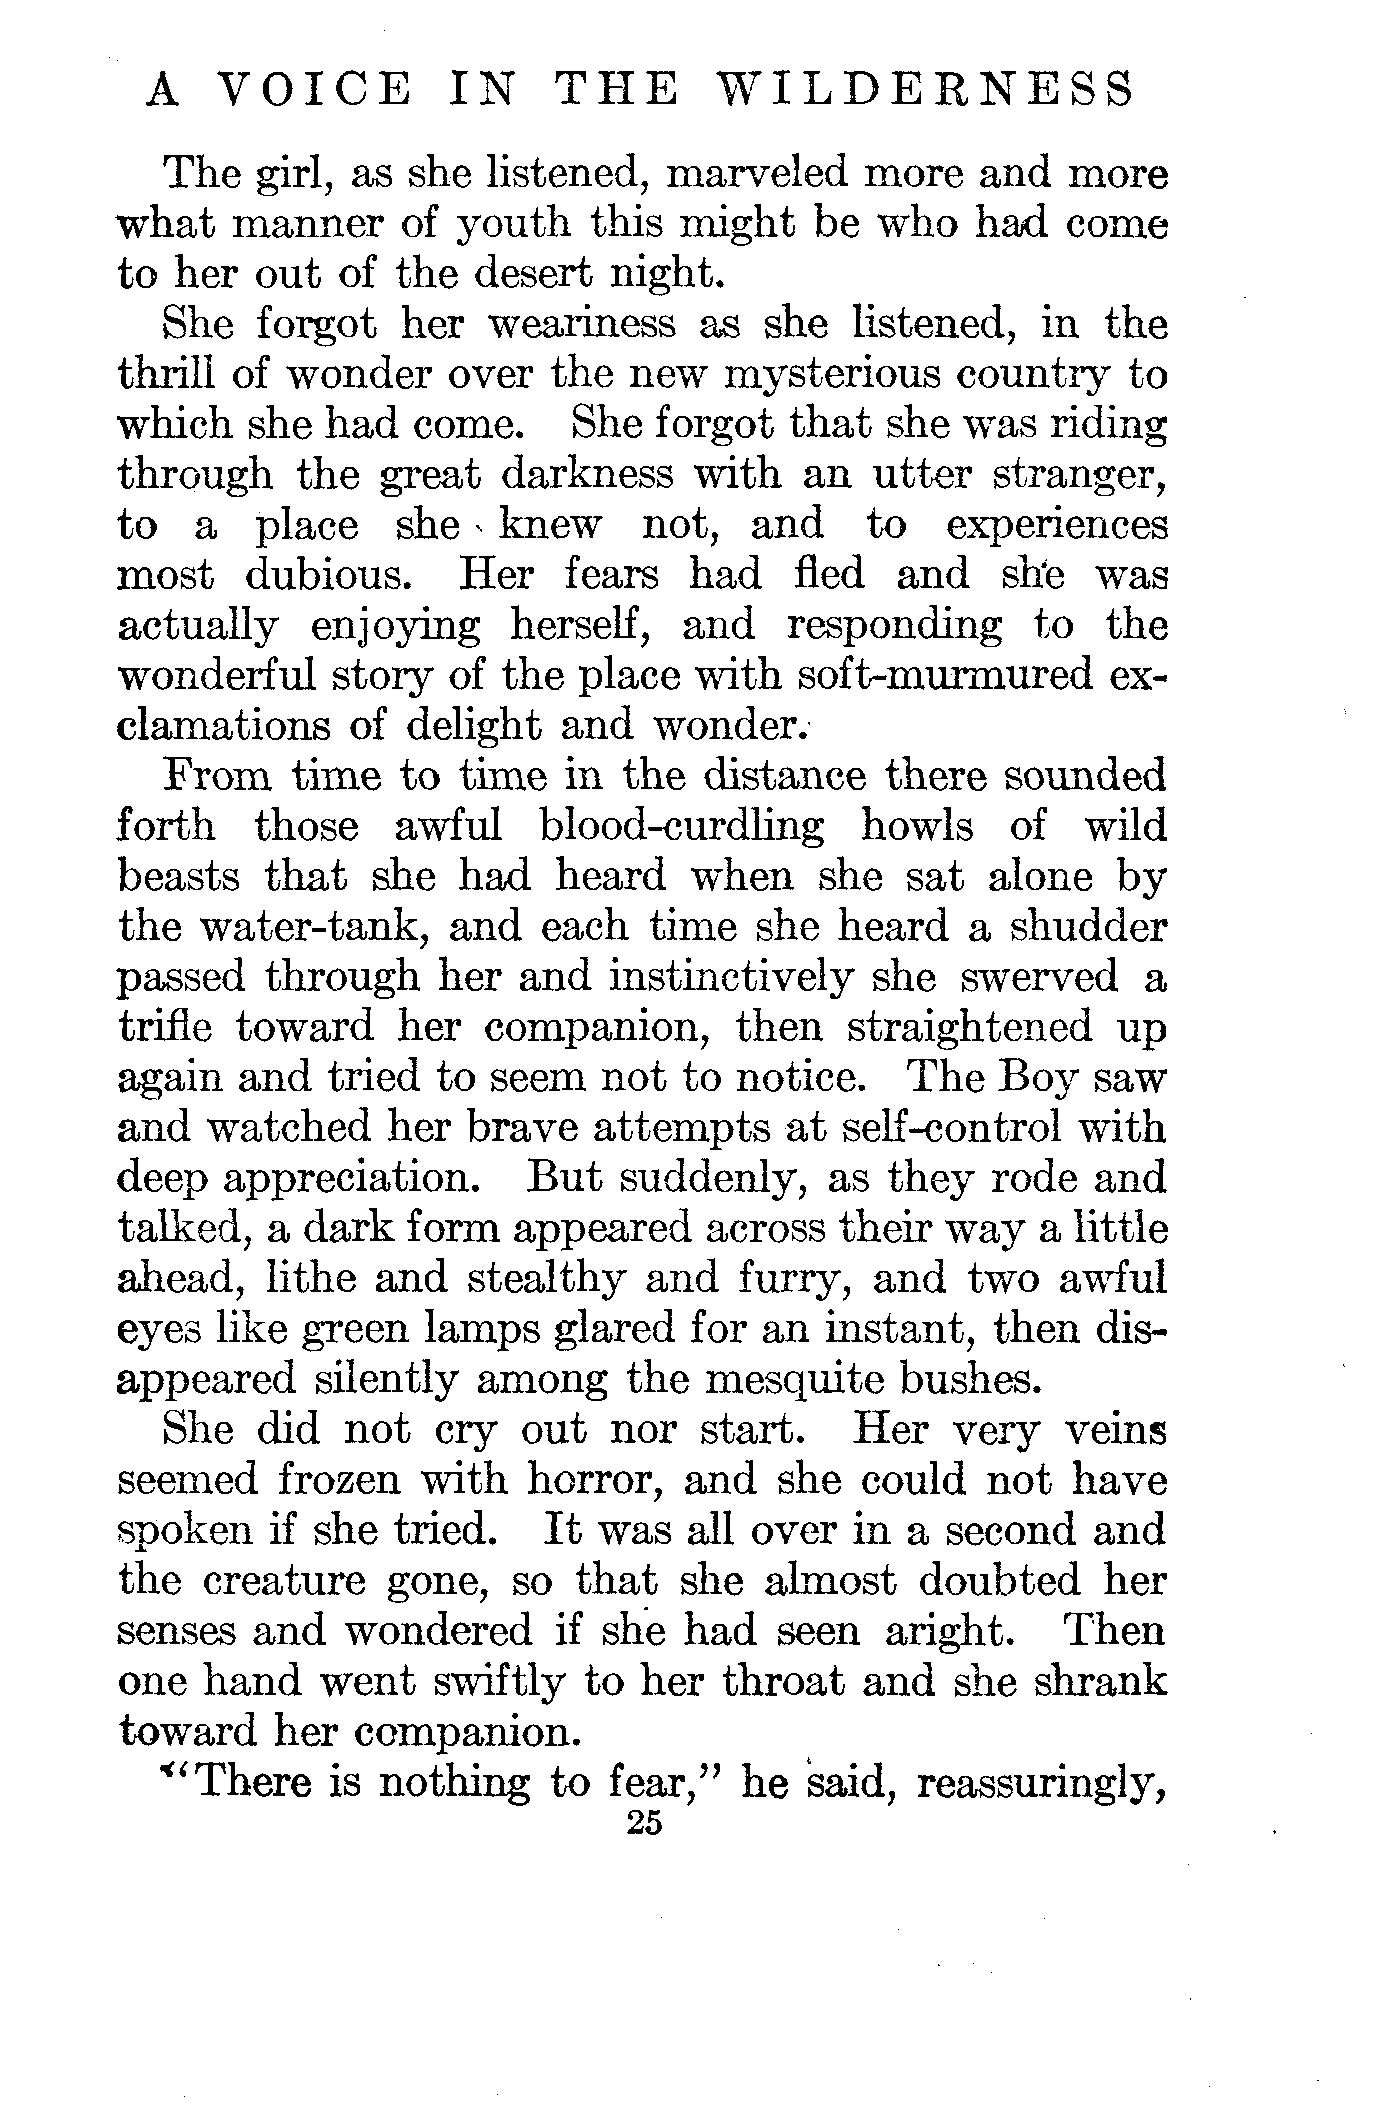 A VOICE IN THE WILDERNESS
The girl, as she listened, marveled more and more
what manner of youth this might be who had come
to her out of the desert night.
She forgot her weariness as she listened, in the
thrill of wonder over the new mysterious country to
which she had come. She forgot that she was riding
through the great darkness with an utter stranger,
to a place she knew not, and to experiences
most dubious. Her fears had fled and she was
actually enjoying herself, and responding to the
wonderful story of the place with soft-murmured ex-
clamations of delight and wonder.
From time to time in the distance there sounded
forth those awful blood-curdling howls of wild
beasts that she had heard when she sat alone by
the water-tank, and each time she heard a shudder
passed through her and instinctively she swerved a
trifle toward her companion, then straightened up
again and tried to seem not to notice. The Boy saw
and watched her brave attempts at self-control with
deep appreciation. But suddenly, as they rode and
talked, a dark form appeared across their way a little
ahead, lithe and stealthy and furry, and two awful
eyes like green lamps glared for an instant, then dis-
appeared silently among the mesquite bushes.
She did not cry out nor start. Her very veins
seemed frozen with horror, and she could not have
spoken if she tried. It was all over in a second and
the creature gone, so that she almost doubted her
senses and wondered if she had seen aright. Then
one hand went swiftly to her throat and she shrank
toward her companion.
"There is nothing to fear," he said, reassuringly,
25